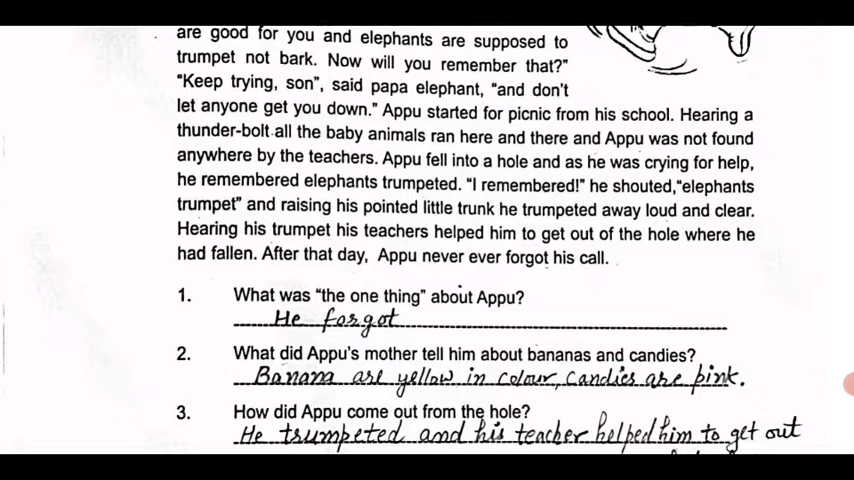 are good for you and elephants are supposed to
trumpet not bark. Now will you remember that?"
"Keep trying, son", said papa elephant, "and don't
let anyone get you down." Appu started for picnic from his school. Hearing a
thunder-bolt all the baby animals ran here and there and Appu was not found
anywhere by the teachers. Appu fell into a hole and as he was crying for help,
he remembered elephants trumpeted. "I remembered!" he shouted,"elephants
trumpet" and raising his pointed little trunk he trumpeted away loud and clear.
Hearing his trumpet his teachers helped him to get out of the hole where he
had fallen. After that day, Appu never ever forgot his call.
1. What was "the one thing" about Appu?
He forgot
2. What did Appu's mother tell him about bananas and candies?
Banana are yellow in colour, candies are pink.
3. How did Appu come out from the hole?
He trumpeted and his teacher helped him to get out